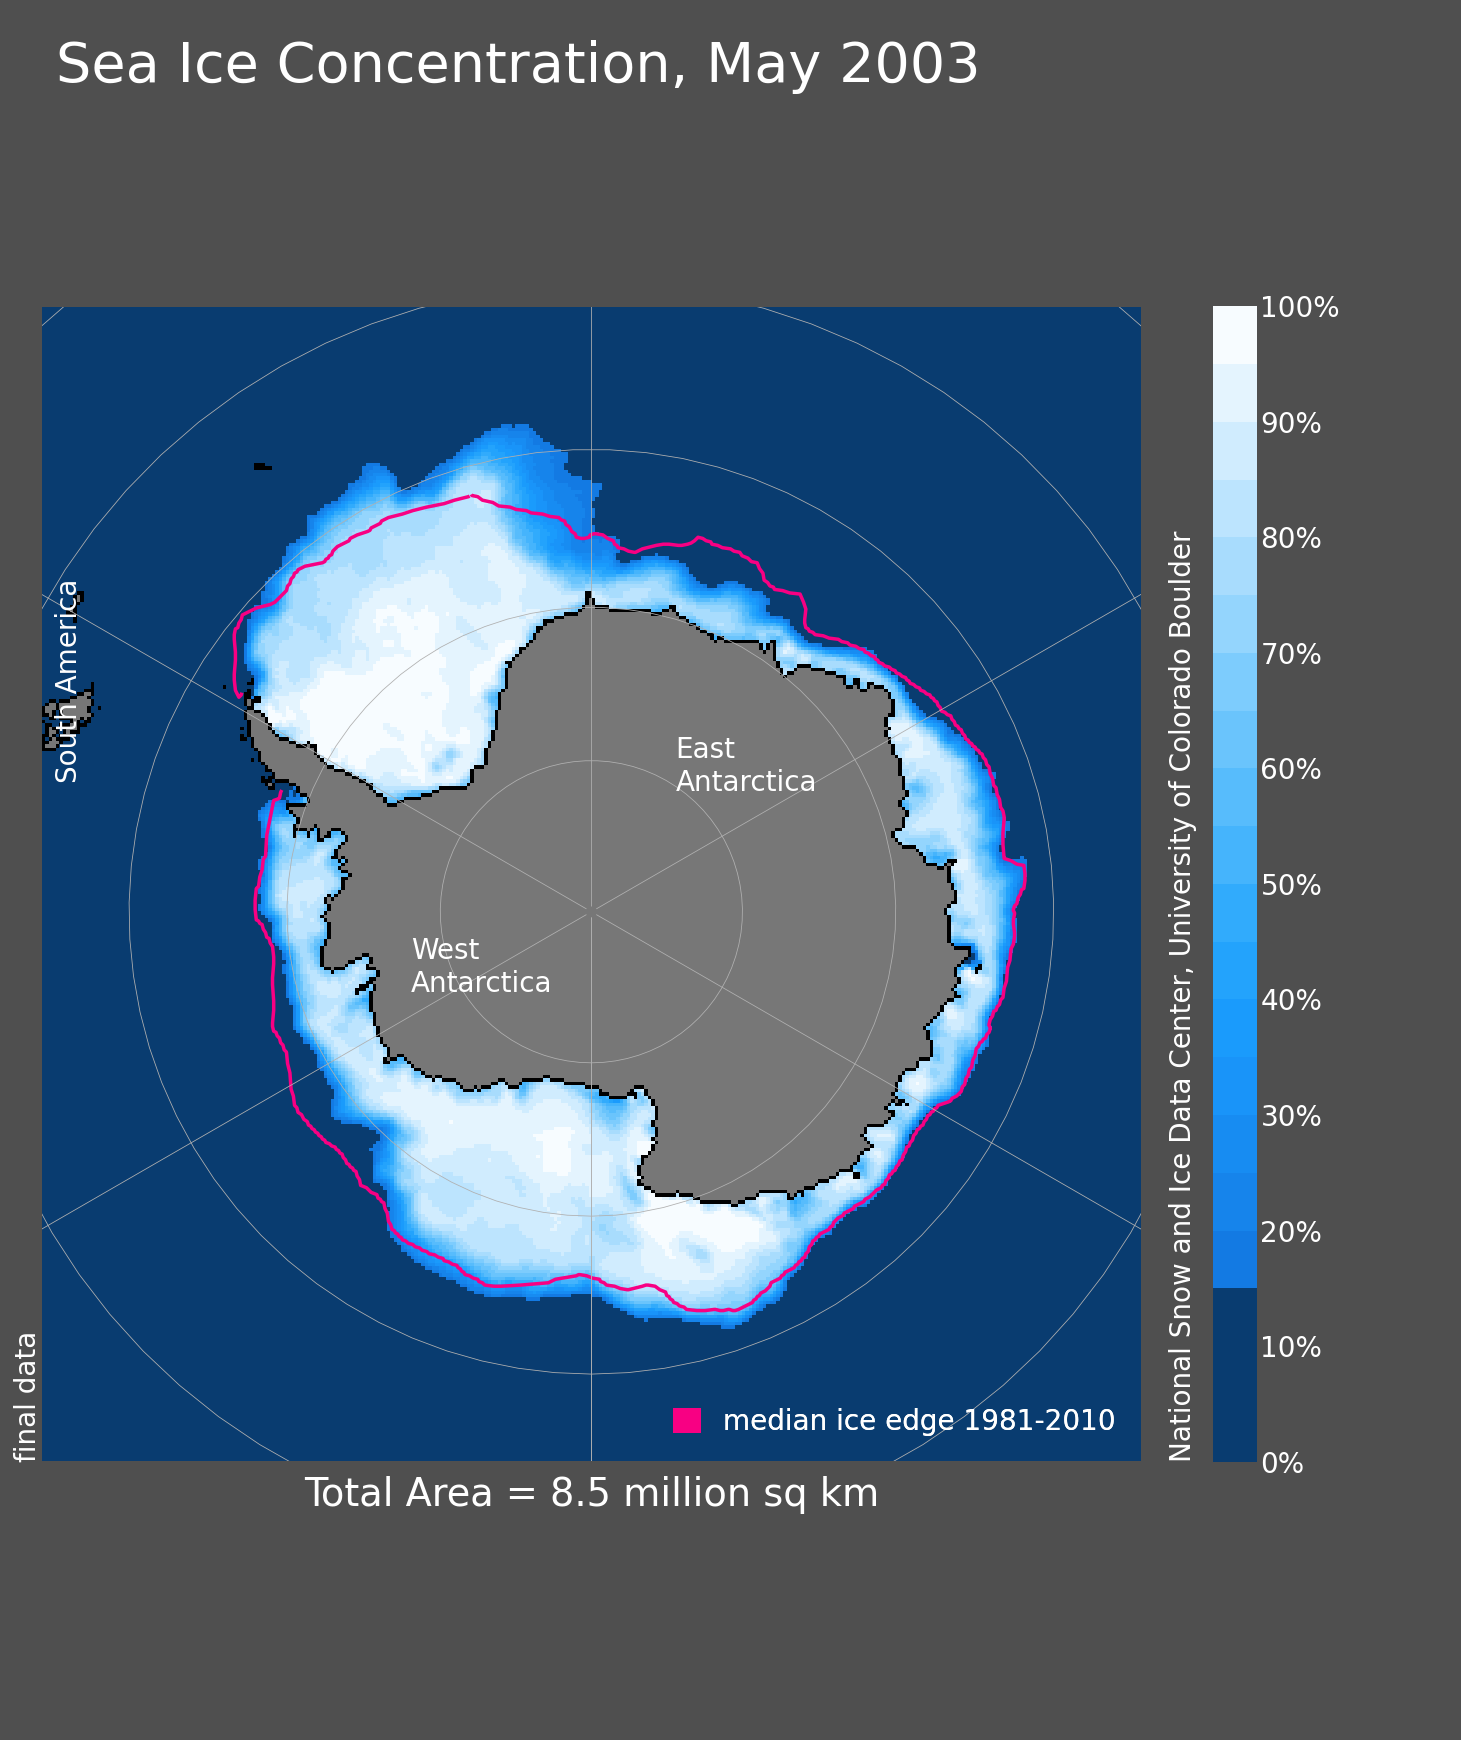 Sea Ice Concentration, May 2003
South America
East
Antarctica
West
Antarctica
median ice edge 1981-2010
final data
Total Area = 8.5 million sq km
National Snow and Ice Data Center, University of Colorado Boulder
100%
90%
80%
70%
60%
50%
40%
30%
20%
10%
0%